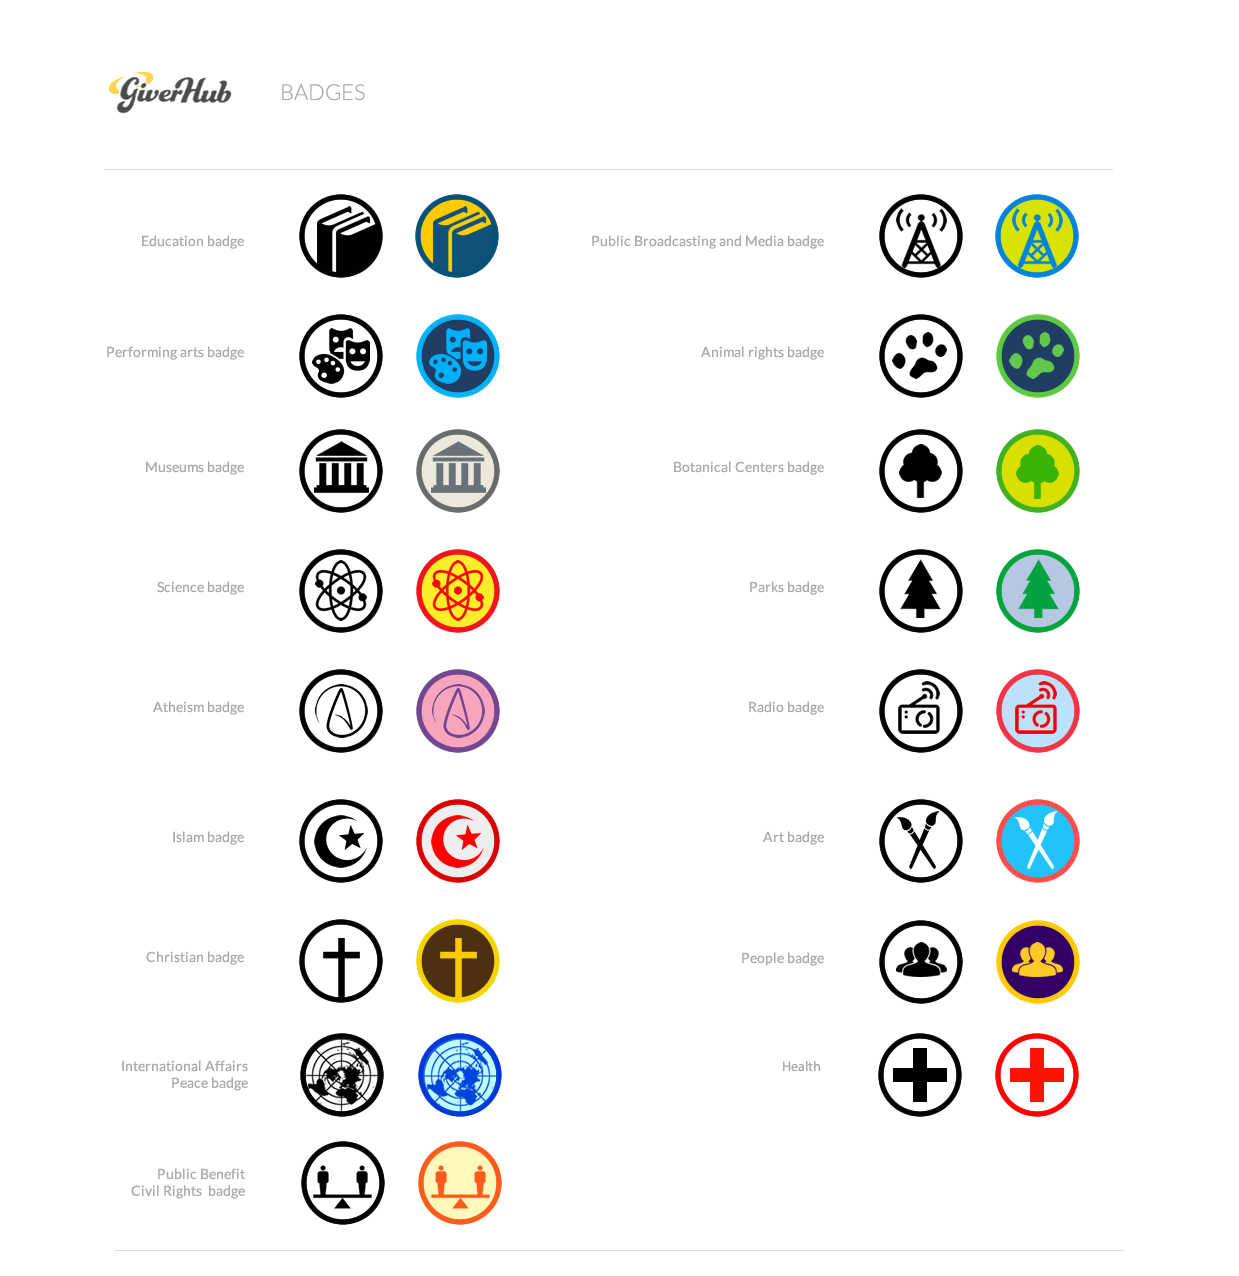 GiverHub
BADGES
Education badge
Performing arts badge
Museums badge
Science badge
Atheism badge
Islam badge
Christian badge
International Affairs
Peace badge
Public Benefit
Civil Rights  badge
Public Broadcasting and Media badge
Animal rights badge
Botanical Centers badge
Parks badge
Radio badge
Art badge
People badge
Health